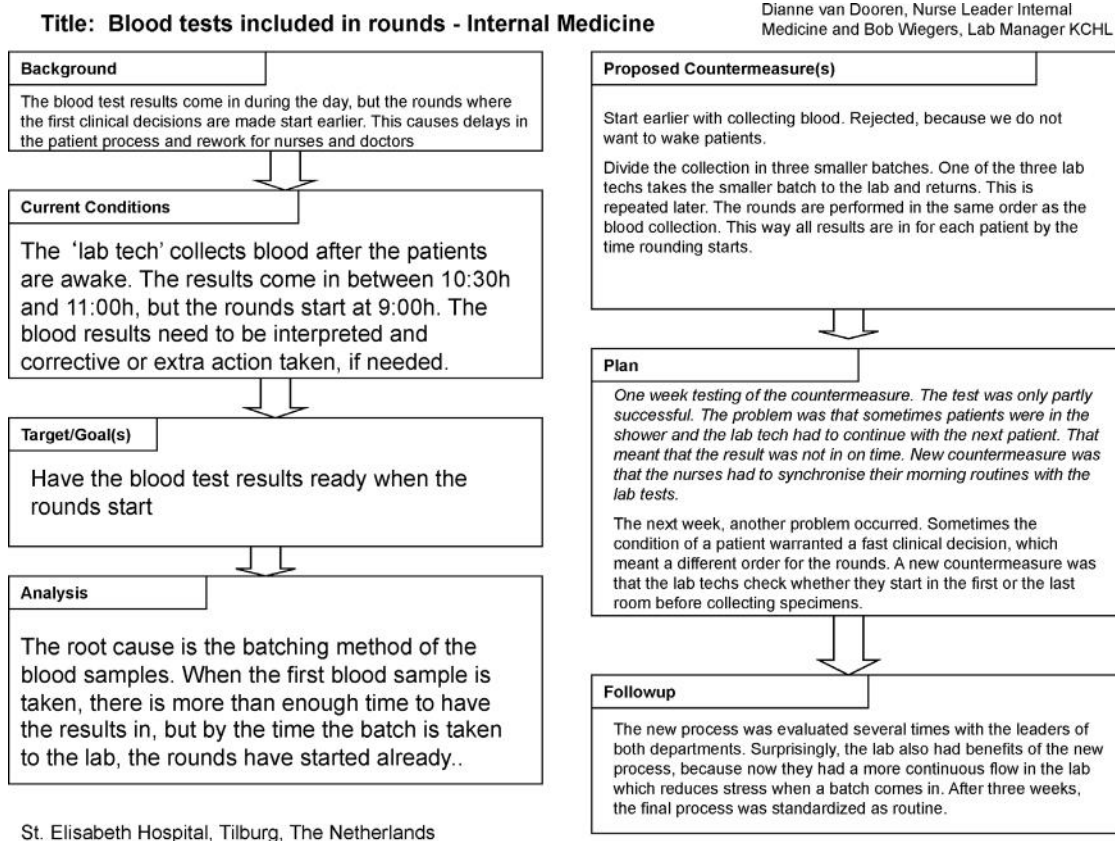 Title: Blood tests included in rounds - Internal Medicine
Dianne van Dooren, Nurse Leader Internal
Medicine and Bob Wiegers, Lab Manager KCHL
Background
The blood test results come in during the day, but the rounds where
the first clinical decisions are made start earlier. This causes delays in
the patient process and rework for nurses and doctors
Current Conditions
The ‘lab tech’ collects blood after the patients
are awake. The results come in between 10:30h
and 11:00h, but the rounds start at 9:00h. The
blood results need to be interpreted and
corrective or extra action taken, if needed.
Target/Goal(s)
Have the blood test results ready when the
rounds start
Analysis
The root cause is the batching method of the
blood samples. When the first blood sample is
taken, there is more than enough time to have
the results in, but by the time the batch is taken
to the lab, the rounds have started already..
St. Elisabeth Hospital, Tilburg, The Netherlands
Proposed Countermeasure(s)
Start earlier with collecting blood. Rejected, because we do not
want to wake patients.
Divide the collection in three smaller batches. One of the three lab
techs takes the smaller batch to the lab and returns. This is
repeated later. The rounds are performed in the same order as the
blood collection. This way all results are in for each patient by the
time rounding starts.
Plan
One week testing of the countermeasure. The test was only partly
successful. The problem was that sometimes patients were in the
shower and the lab tech had to continue with the next patient. That
meant that the result was not in on time. New countermeasure was
that the nurses had to synchronise their morning routines with the
lab tests.
The next week, another problem occurred. Sometimes the
condition of a patient warranted a fast clinical decision, which
meant a different order for the rounds. A new countermeasure was
that the lab techs check whether they start in the first or the last
room before collecting specimens.
Followup
The new process was evaluated several times with the leaders of
both departments. Surprisingly, the lab also had benefits of the new
process, because now they had a more continuous flow in the lab
which reduces stress when a batch comes in. After three weeks,
the final process was standardized as routine.